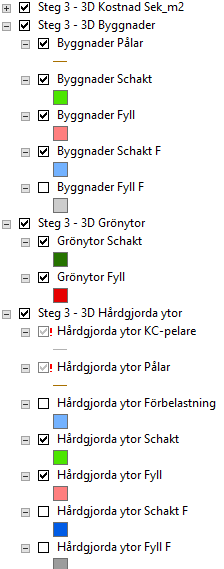 Steg 3 - 3D Kostnad Sek_m2
Steg 3 - 3D Byggnader
Byggnader Pålar
Byggnader Schakt
Byggnader Fyll
Byggnader Schakt F
Byggnader Fyll F
Steg 3 - 3D Grönytor
Grönytor Schakt
Grönytor Fyll
Steg 3 - 3D Hårdgjorda ytor
Hårdgjorda ytor KC-pelare
Hårdgjorda ytor Pålar
Hårdgjorda ytor Förbelastning
Hårdgjorda ytor Schakt
Hårdgjorda ytor Fyll
Hårdgjorda ytor Schakt F
Hårdgjorda ytor Fyll F